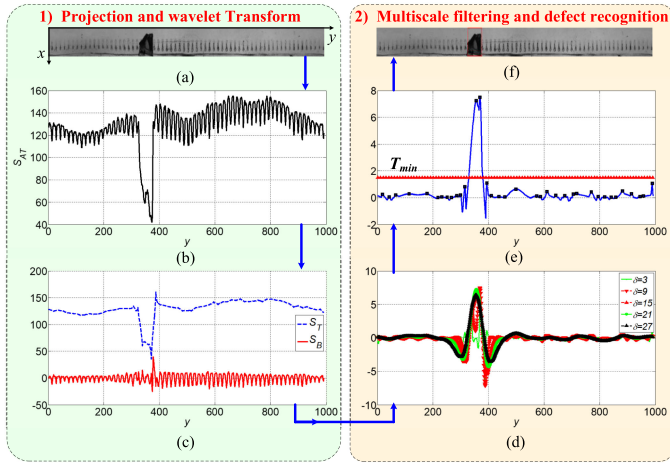 1) Projection and wavelet Transform
y
x
(a)
160
140
120
100
80
60
40
S_AT
0 200 400 600 800 1000
y
(b)
200
150
100
50
0
-50
S_T
S_B
0 200 400 600 800 1000
y
(c)
2) Multiscale filtering and defect recognition
(f)
8
6
4
2
0
-2
T_min
0 200 400 600 800 1000
y
(e)
10
5
0
-5
-10
δ=3
δ=9
δ=15
δ=21
δ=27
0 200 400 600 800 1000
y
(d)